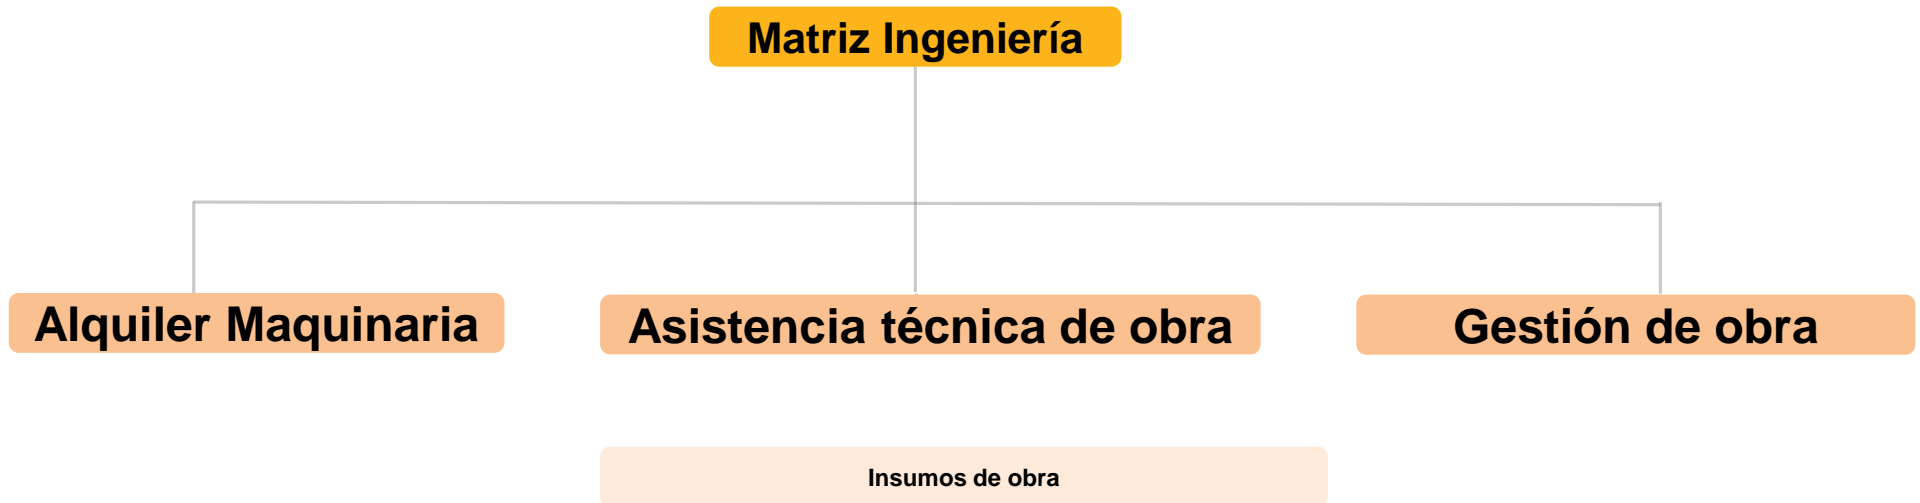 Matriz Ingeniería
Alquiler Maquinaria
Asistencia técnica de obra
Gestión de obra
Insumos de obra